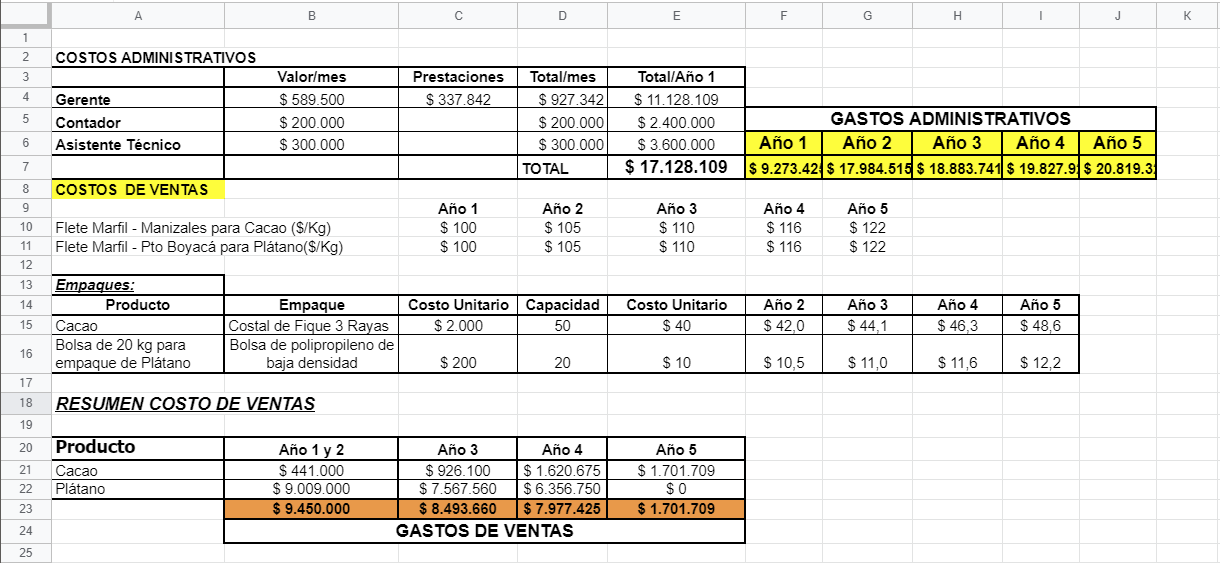 A B C D E F G H I J K
1
2 COSTOS ADMINISTRATIVOS
3 Valor/mes Prestaciones Total/mes Total/Año 1
4 Gerente $ 589.500 $ 337.842 $ 927.342 $ 11.128.109
5 Contador $ 200.000 $ 200.000 $ 2.400.000 GASTOS ADMINISTRATIVOS
6 Asistente Técnico $ 300.000 $ 300.000 $ 3.600.000 Año 1 Año 2 Año 3 Año 4 Año 5
7 TOTAL $ 17.128.109 $ 9.273.42 $ 17.984.515 $ 18.883.741 $ 19.827.9 $ 20.819.3
8 COSTOS DE VENTAS
9 Año 1 Año 2 Año 3 Año 4 Año 5
10 Flete Marfil - Manizales para Cacao ($/Kg) $ 100 $ 105 $ 110 $ 116 $ 122
11 Flete Marfil - Pto Boyacá para Plátano($/Kg) $ 100 $ 105 $ 110 $ 116 $ 122
12
13 Empaques:
14 Producto Empaque Costo Unitario Capacidad Costo Unitario Año 2 Año 3 Año 4 Año 5
15 Cacao Costal de Fique 3 Rayas $ 2.000 50 $ 40 $ 42,0 $ 44,1 $ 46,3 $ 48,6
Bolsa de 20 kg para Bolsa de polipropileno de
16 empaque de Plátano baja densidad $ 200 20 $ 10 $ 10,5 $ 11,0 $ 11,6 $ 12,2
17
18 RESUMEN COSTO DE VENTAS
19
20 Producto Año 1 y 2 Año 3 Año 4 Año 5
21 Cacao $ 441.000 $ 926.100 $ 1.620.675 $ 1.701.709
22 Plátano $ 9.009.000 $ 7.567.560 $ 6.356.750 $ 0
23 $ 9.450.000 $ 8.493.660 $ 7.977.425 $ 1.701.709
24 GASTOS DE VENTAS
25